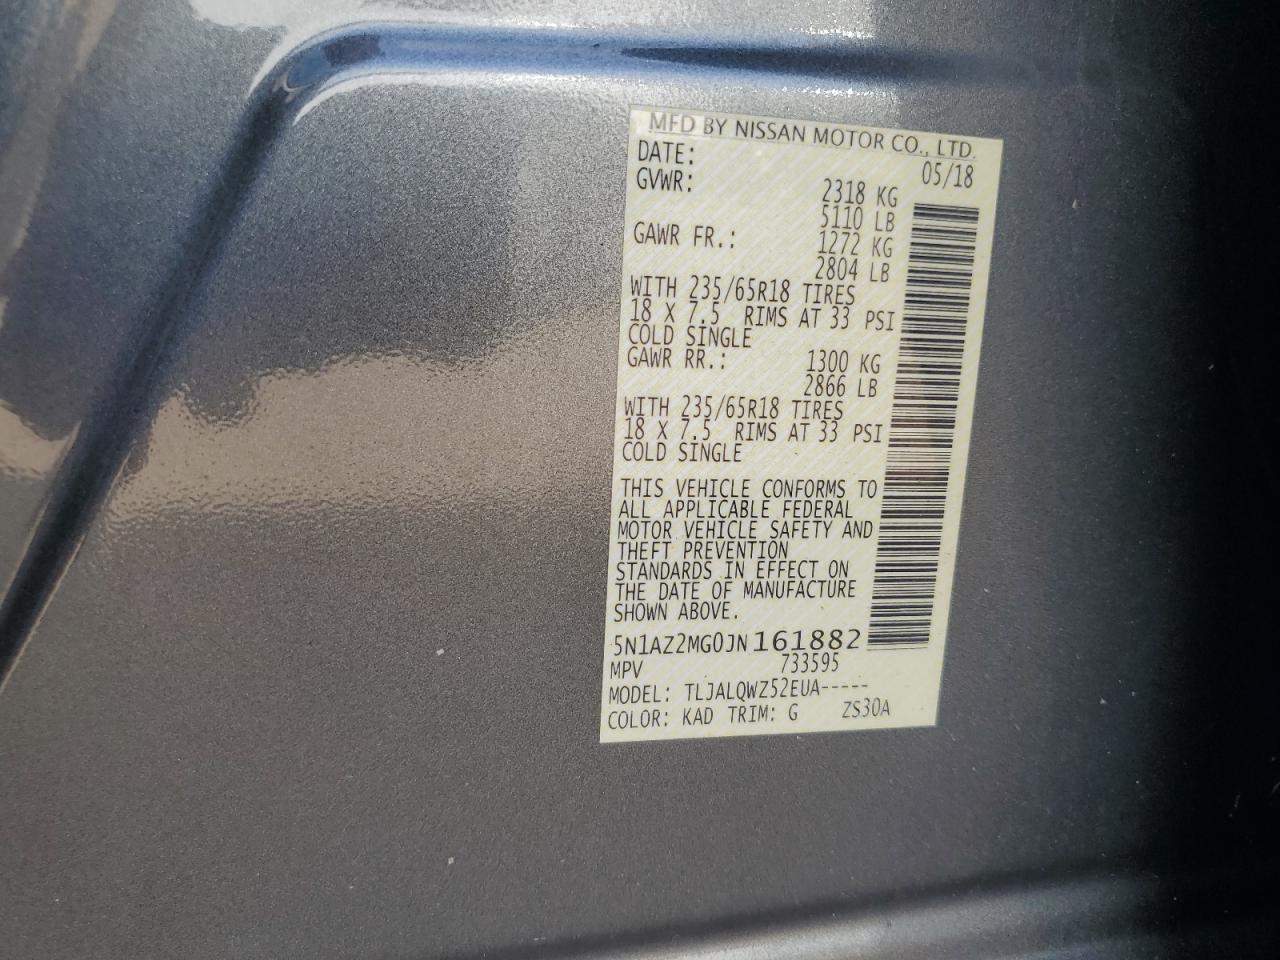 MFD BY NISSAN MOTOR CO., LTD.
DATE: 05/18
GVWR: 2318 KG
5110 LB
GAWR FR.: 1272 KG
2804 LB
WITH 235/65R18 TIRES
18 X 7.5 RIMS AT 33 PSI
COLD SINGLE
GAWR RR.: 1300 KG
2866 LB
WITH 235/65R18 TIRES
18 X 7.5 RIMS AT 33 PSI
COLD SINGLE
THIS VEHICLE CONFORMS TO
ALL APPLICABLE FEDERAL
MOTOR VEHICLE SAFETY AND
THEFT PREVENTION
STANDARDS IN EFFECT ON
THE DATE OF MANUFACTURE
SHOWN ABOVE.
5N1AZ2MG0JN161882
MPV 733595
MODEL: TLJALQWZ52EUA-----
COLOR: KAD TRIM: G ZS30A